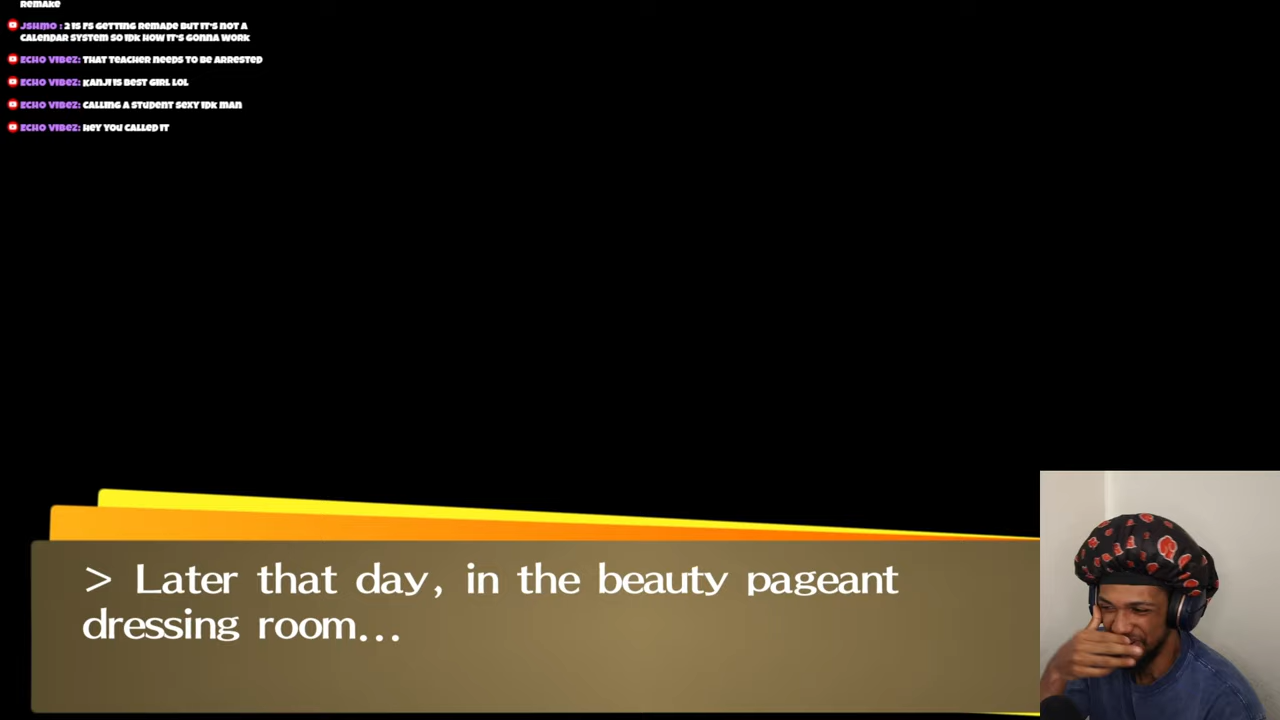 REMAKE
JSHMO : 2 IS FS GETTING REMADE BUT IT'S NOT A
CALENDAR SYSTEM SO IDK HOW IT'S GONNA WORK
ECHO VIBEZ: THAT TEACHER NEEDS TO BE ARRESTED
ECHO VIBEZ: KANJI IS BEST GIRL LOL
ECHO VIBEZ: CALLING A STUDENT SEXY IDK MAN
ECHO VIBEZ: HEY YOU CALLED IT
> Later that day, in the beauty pageant
dressing room...